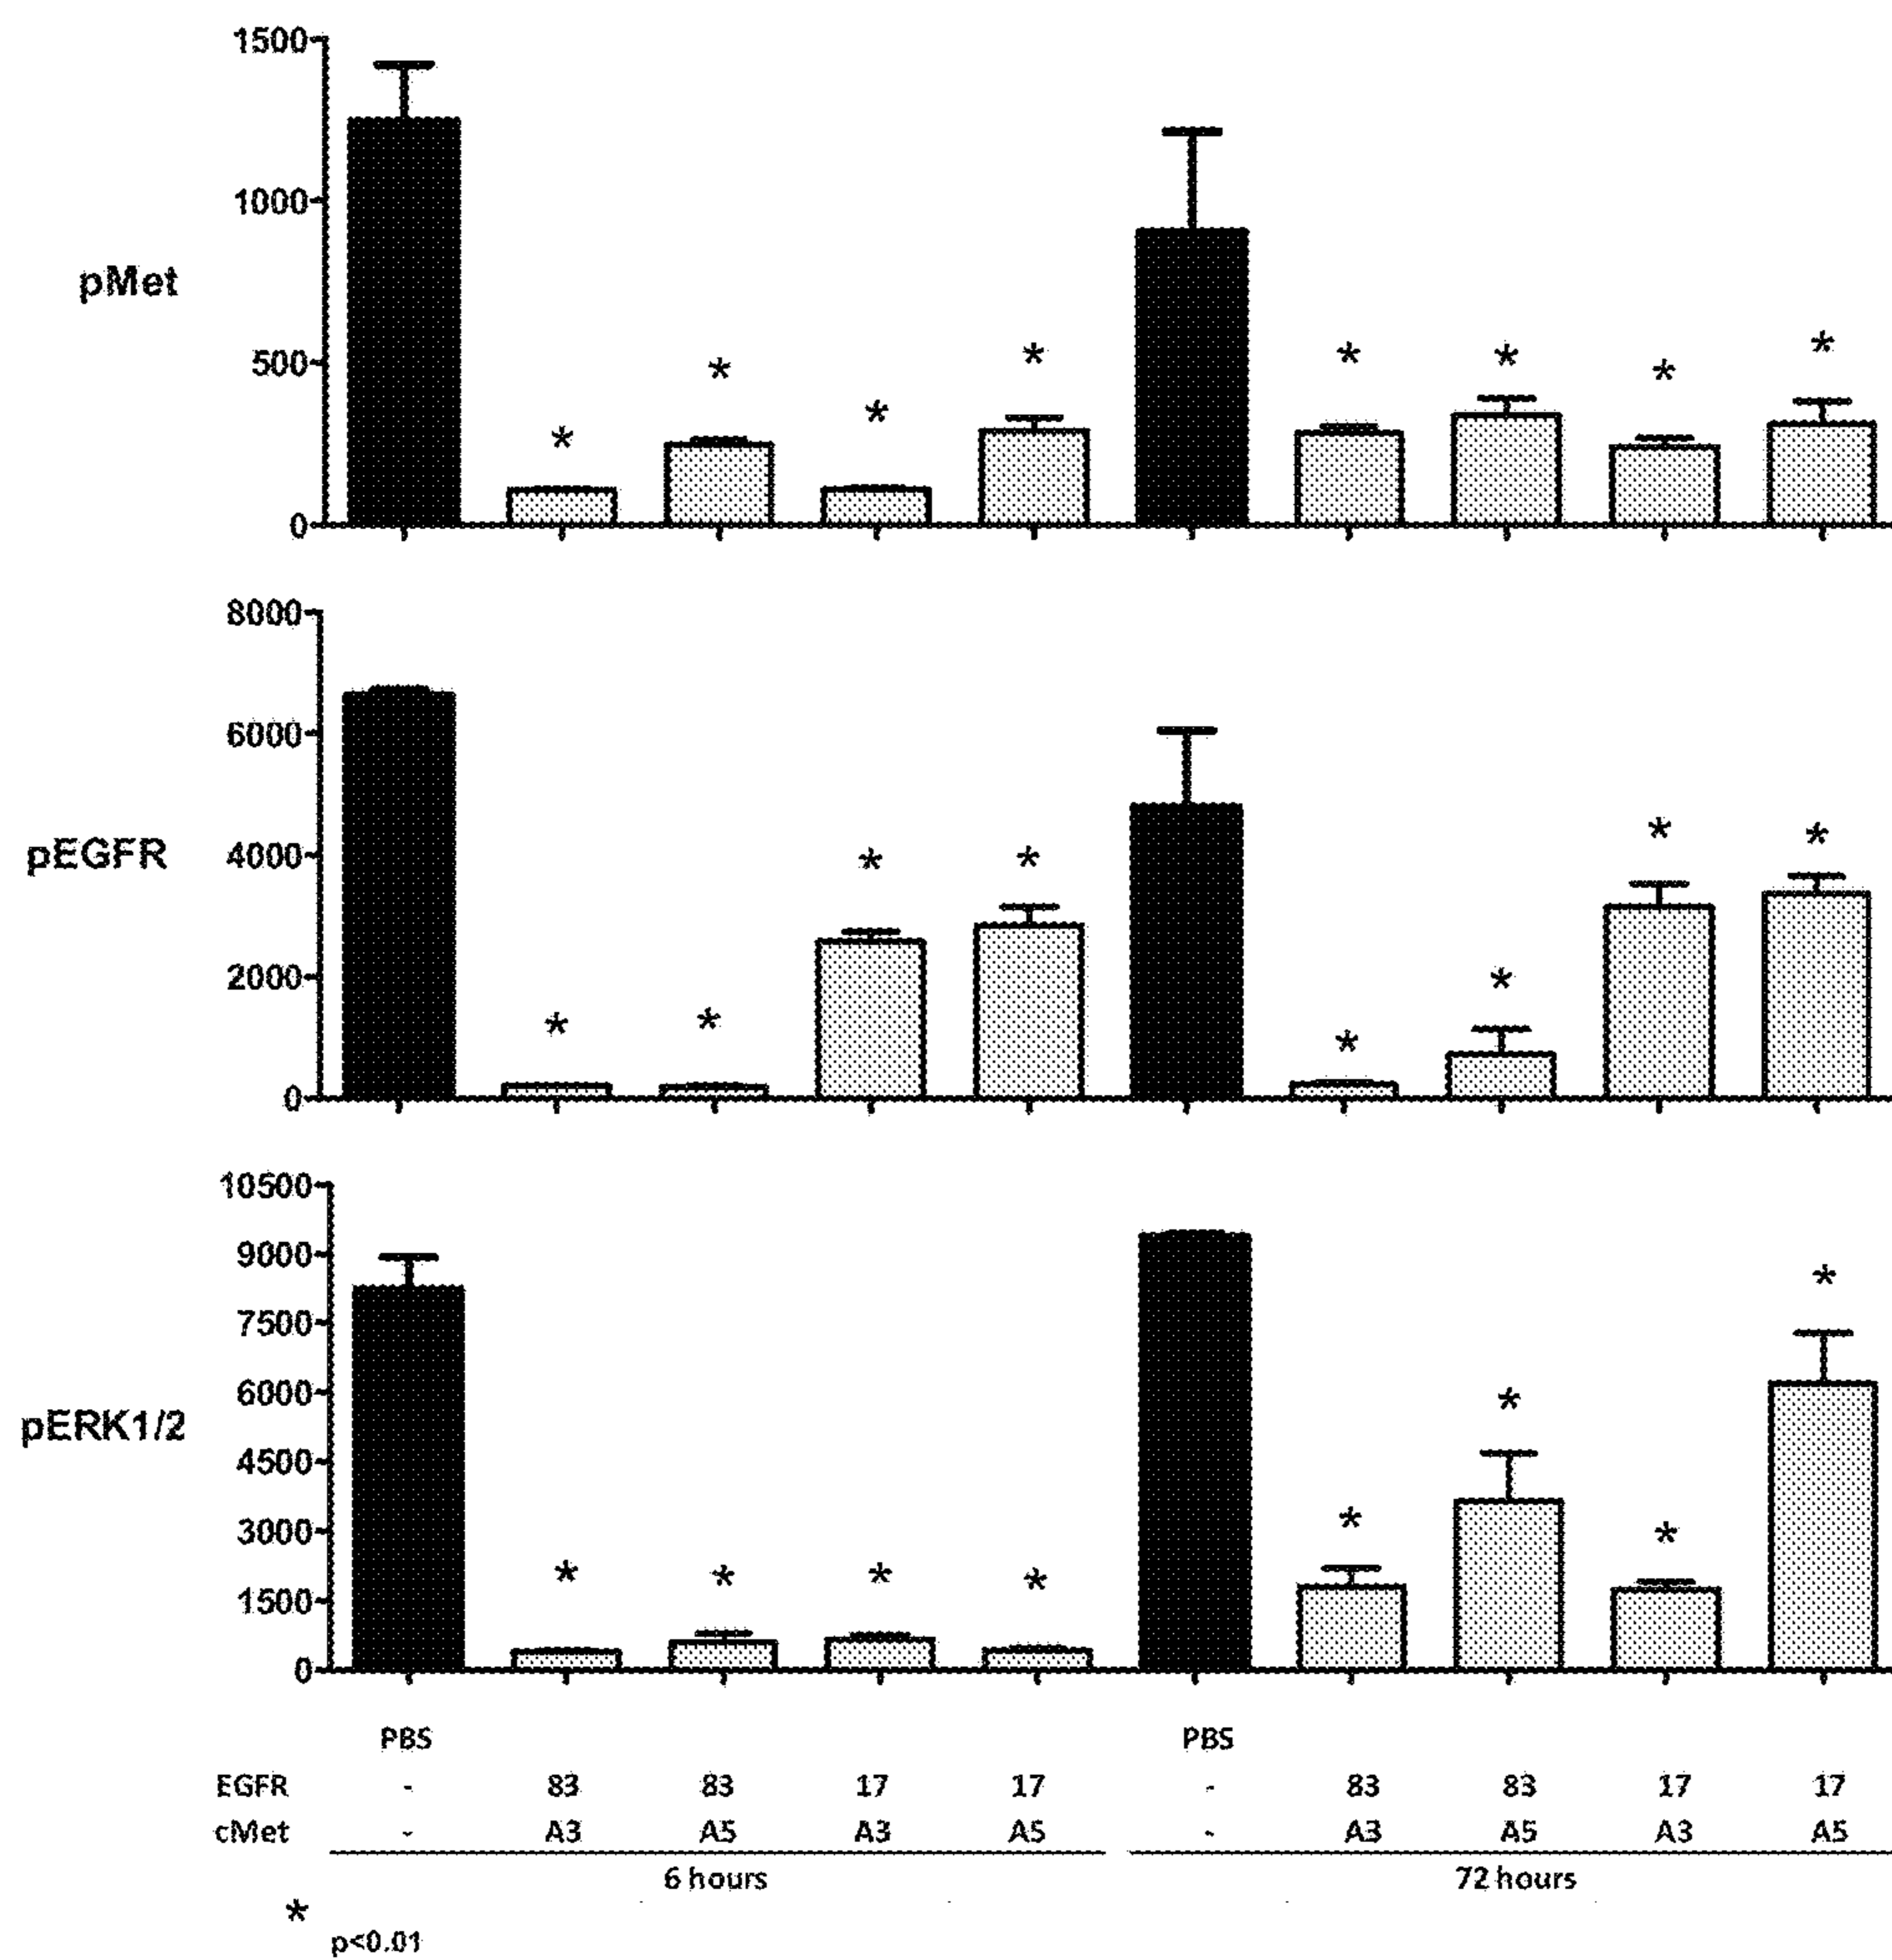 1500
1000
pMet
500
* * * * * * * *
0
8000
6000
pEGFR
4000
2000
* * * * * * * *
0
10500
9000
7500
6000
pERK1/2
4500
3000
1500
* * * * * * * *
0
PBS PBS
EGFR - 83 83 17 17 - 83 83 17 17
cMet - A3 A5 A3 A5 - A3 A5 A3 A5
6 hours 72 hours
*
p<0.01